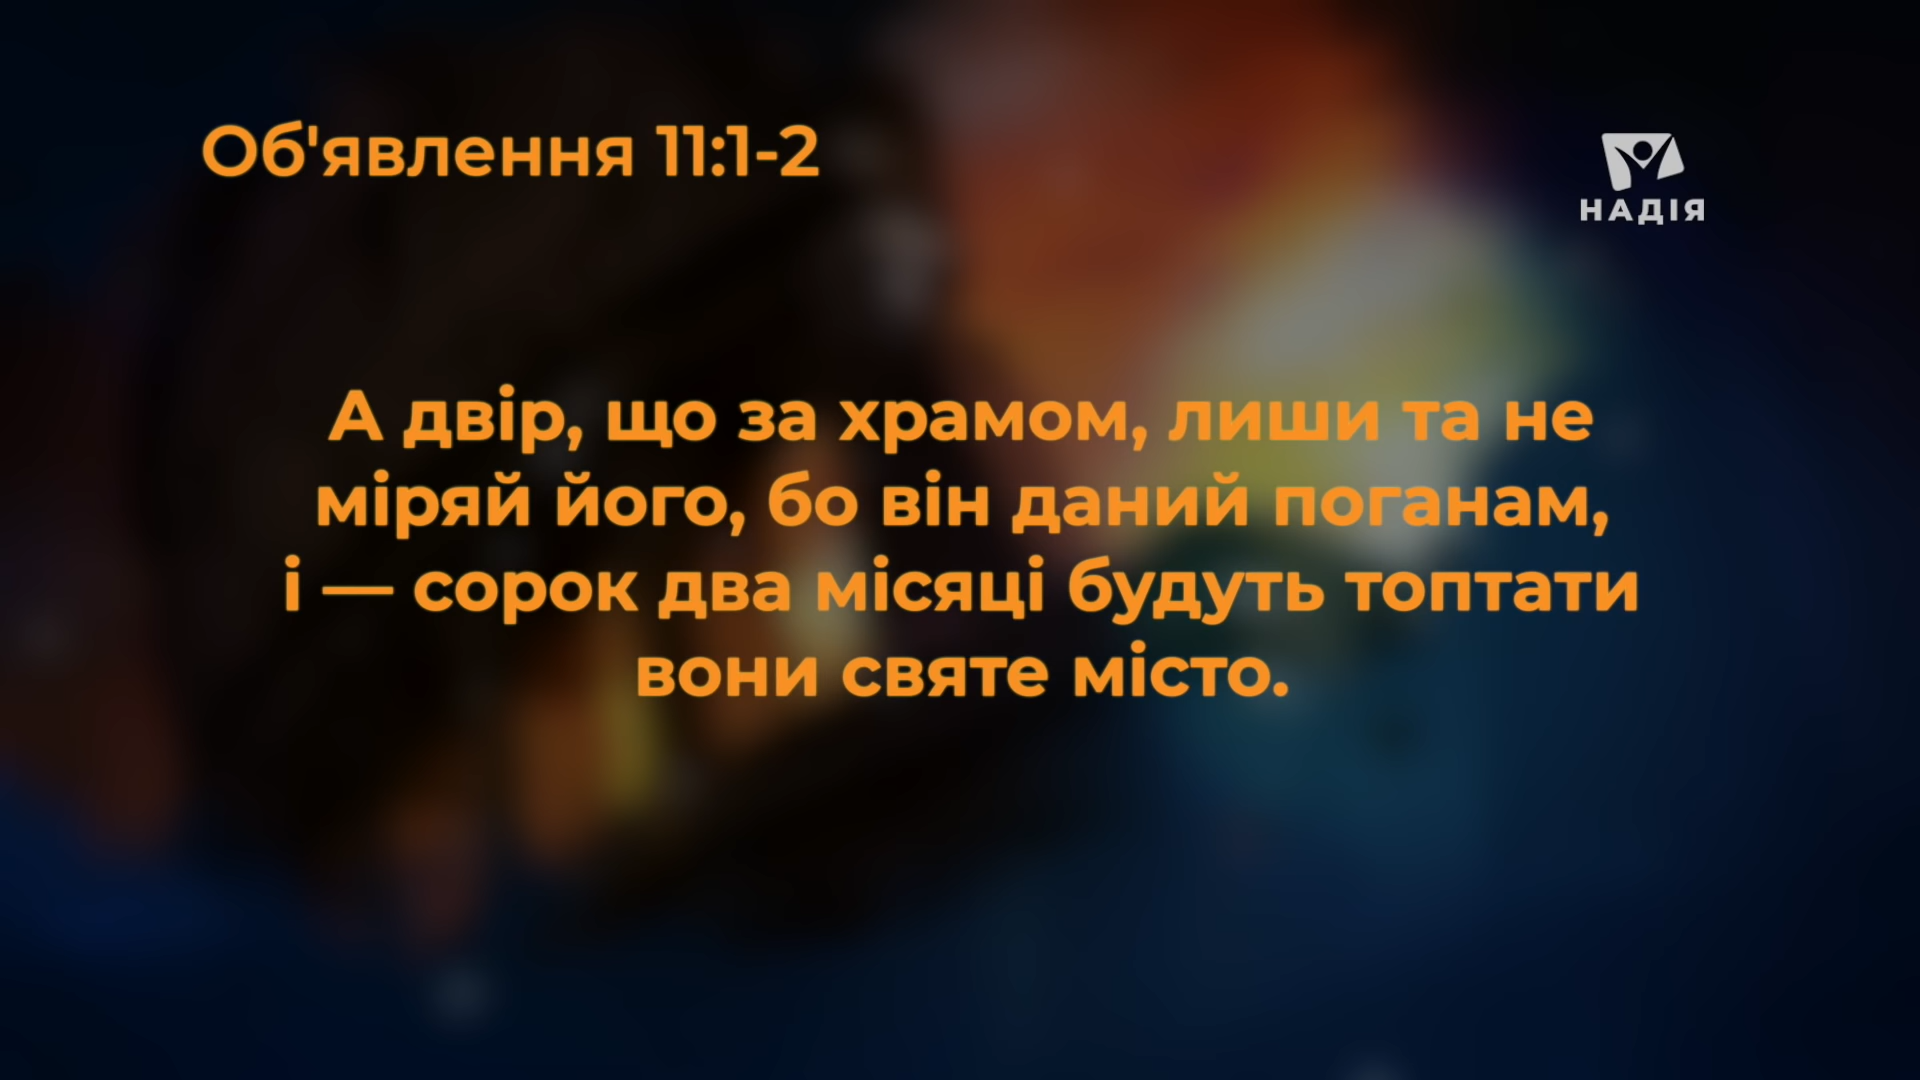 Об'явлення 11:1-2
НАДІЯ
А двір, що за храмом, лиши та не
міряй його, бо він даний поганам,
і — сорок два місяці будуть топтати
вони святе місто.